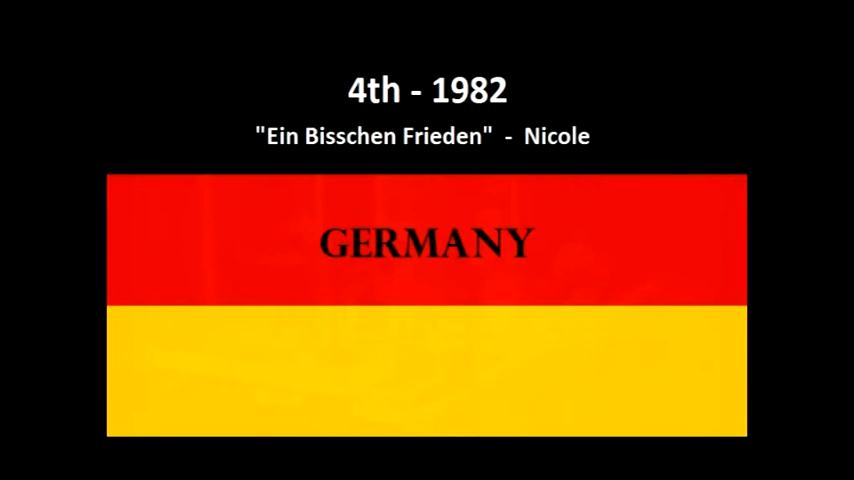 4th - 1982
"Ein Bisschen Frieden" - Nicole
GERMANY